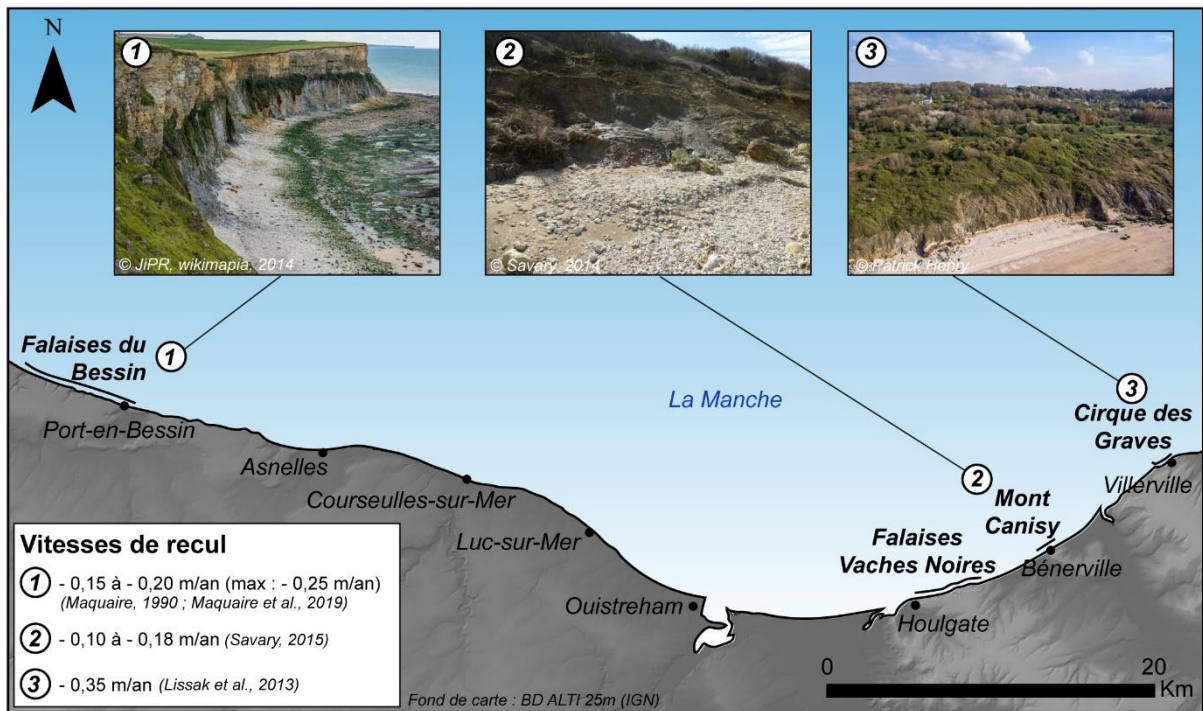 N
1
2
3
© JiPR, wikimapia, 2014
© Savary, 2014
© Patrick Henry
Falaises du
Bessin
1
Port-en-Bessin
Asnelles
Courseulles-sur-Mer
Luc-sur-Mer
Ouistreham
La Manche
3
Cirque des
Graves
Villerville
2
Mont
Canisy
Bénerville
Falaises
Vaches Noires
Houlgate
Vitesses de recul
1 - 0,15 à - 0,20 m/an (max : - 0,25 m/an)
(Maquaire, 1990 ; Maquaire et al., 2019)
2 - 0,10 à - 0,18 m/an (Savary, 2015)
3 - 0,35 m/an (Lissak et al., 2013)
Fond de carte : BD ALTI 25m (IGN)
0 20
Km